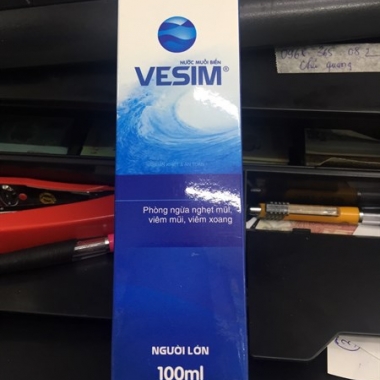 NƯỚC MUỐI BIỂN
VESIM®
Phòng ngừa nghẹt mũi,
viêm mũi, viêm xoang
NGƯỜI LỚN
100ml